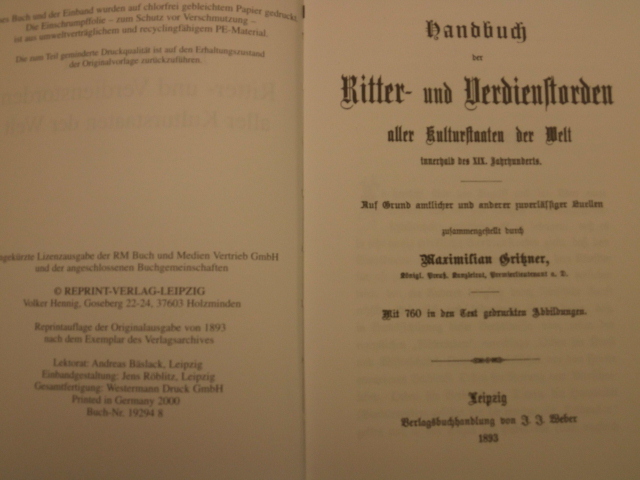 es Buch und der Einband wurden auf chlorfrei gebleichtem Papier gedruckt.
Die Einschrumpffolie – zum Schutz vor Verschmutzung –
ist aus umweltverträglichem und recyclingfähigem PE-Material.
Die zum Teil geminderte Druckqualität ist auf den Erhaltungszustand
der Originalvorlage zurückzuführen.
gekürzte Lizenzausgabe der RM Buch und Medien Vertrieb GmbH
und der angeschlossenen Buchgemeinschaften
© REPRINT-VERLAG-LEIPZIG
Volker Hennig, Goseberg 22-24, 37603 Holzminden
Reprintauflage der Originalausgabe von 1893
nach dem Exemplar des Verlagsarchives
Lektorat: Andreas Bäslack, Leipzig
Einbandgestaltung: Jens Röblitz, Leipzig
Gesamtfertigung: Westermann Druck GmbH
Printed in Germany 2000
Buch-Nr. 19294 8
Handbuch
der
Ritter- und Verdienstorden
aller Kulturstaaten der Welt
innerhalb des XIX. Jahrhunderts.
Auf Grund amtlicher und anderer zuverlässiger Quellen
zusammengestellt durch
Maximilian Gritzner,
Königl. Preuß. Premierlieutenant a. D.
Mit 760 in den Text gedruckten Abbildungen.
Leipzig
Verlagsbuchhandlung von J. J. Weber
1893